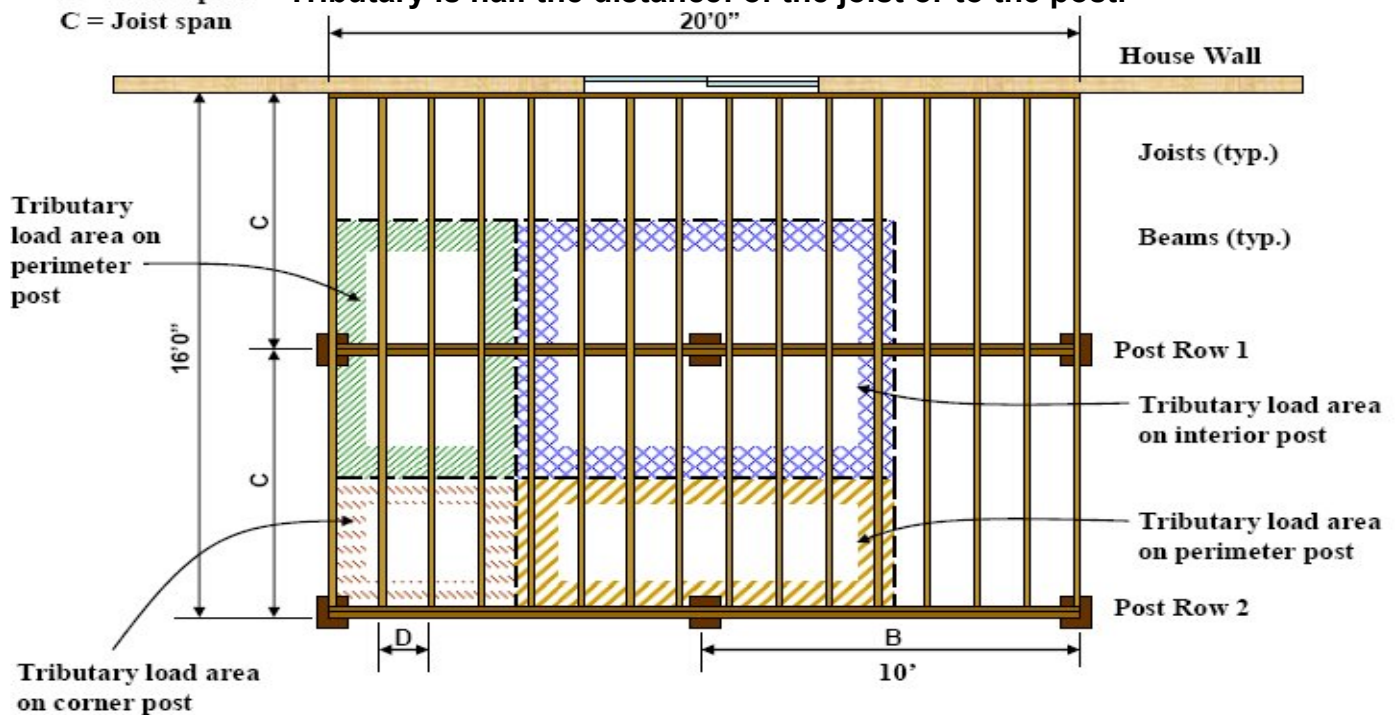 Tributary is half the distance. of the joist or to the post.
C = Joist span
20'0"
House Wall
Joists (typ.)
Tributary
load area on
perimeter
post
C
Beams (typ.)
16'0"
Post Row 1
Tributary load area
on interior post
C
Tributary load area
on perimeter post
Post Row 2
D
B
10'
Tributary load area
on corner post